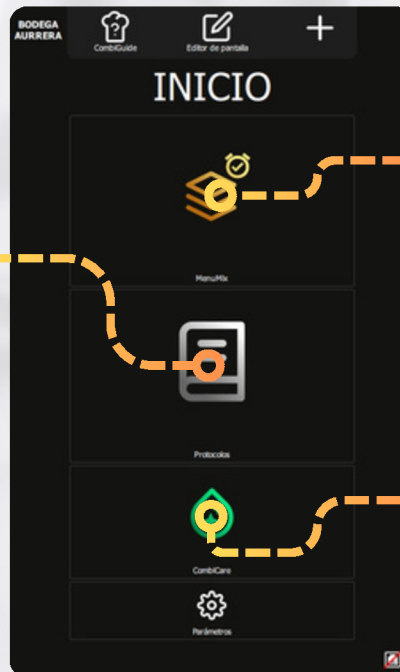 BODEGA
AURRERA
CombiGuide
Editor de pantalla
INICIO
MenuMix
Protocolos
CombiCare
Parámetros